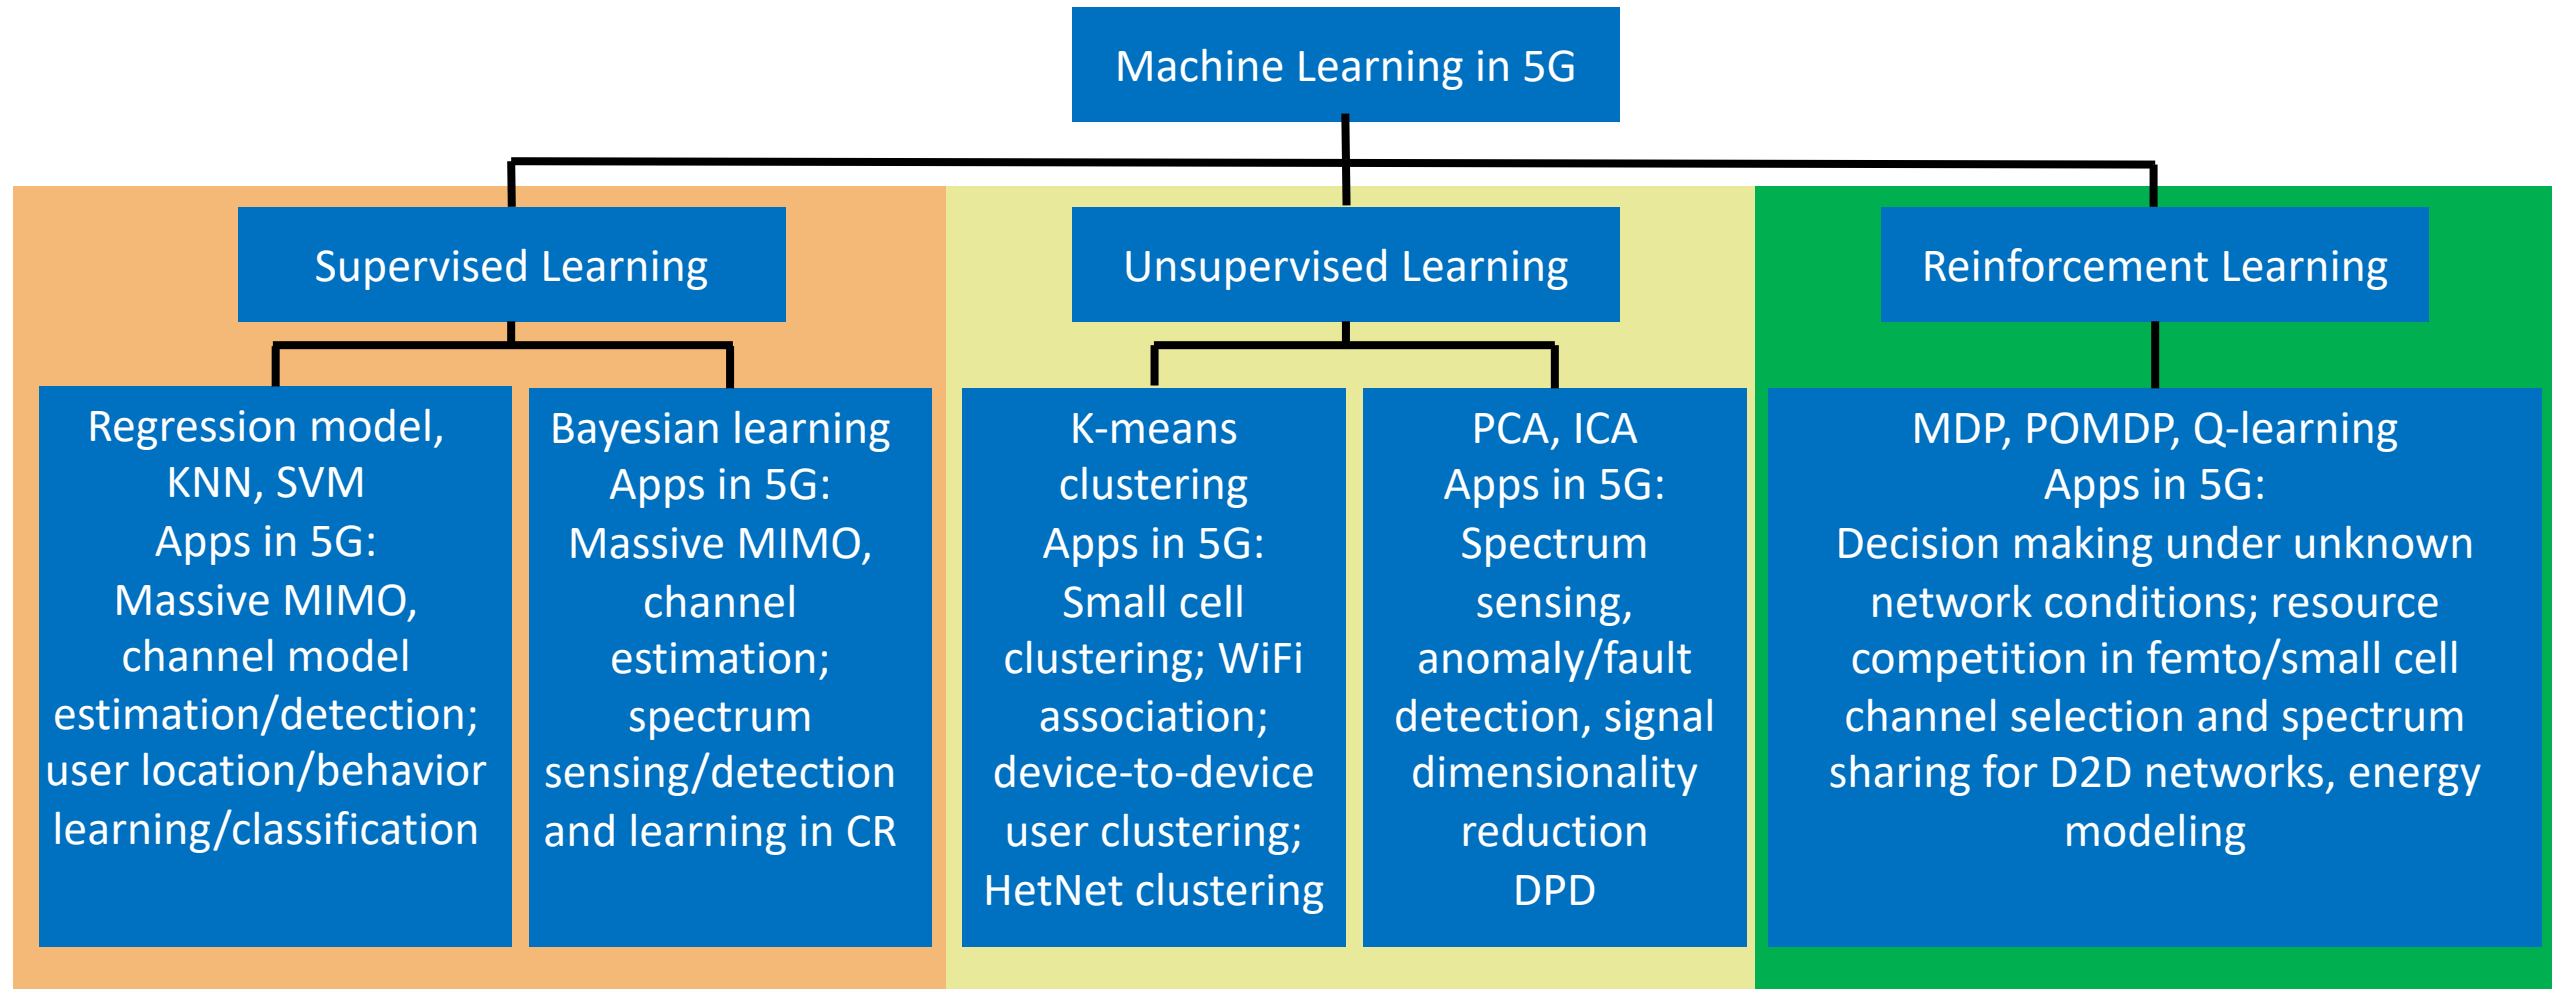 Machine Learning in 5G
Supervised Learning
Unsupervised Learning
Reinforcement Learning
Regression model,
KNN, SVM
Apps in 5G:
Massive MIMO,
channel model
estimation/detection;
user location/behavior
learning/classification
Bayesian learning
Apps in 5G:
Massive MIMO,
channel
estimation;
spectrum
sensing/detection
and learning in CR
K-means
clustering
Apps in 5G:
Small cell
clustering; WiFi
association;
device-to-device
user clustering;
HetNet clustering
PCA, ICA
Apps in 5G:
Spectrum
sensing,
anomaly/fault
detection, signal
dimensionality
reduction
DPD
MDP, POMDP, Q-learning
Apps in 5G:
Decision making under unknown
network conditions; resource
competition in femto/small cell
channel selection and spectrum
sharing for D2D networks, energy
modeling